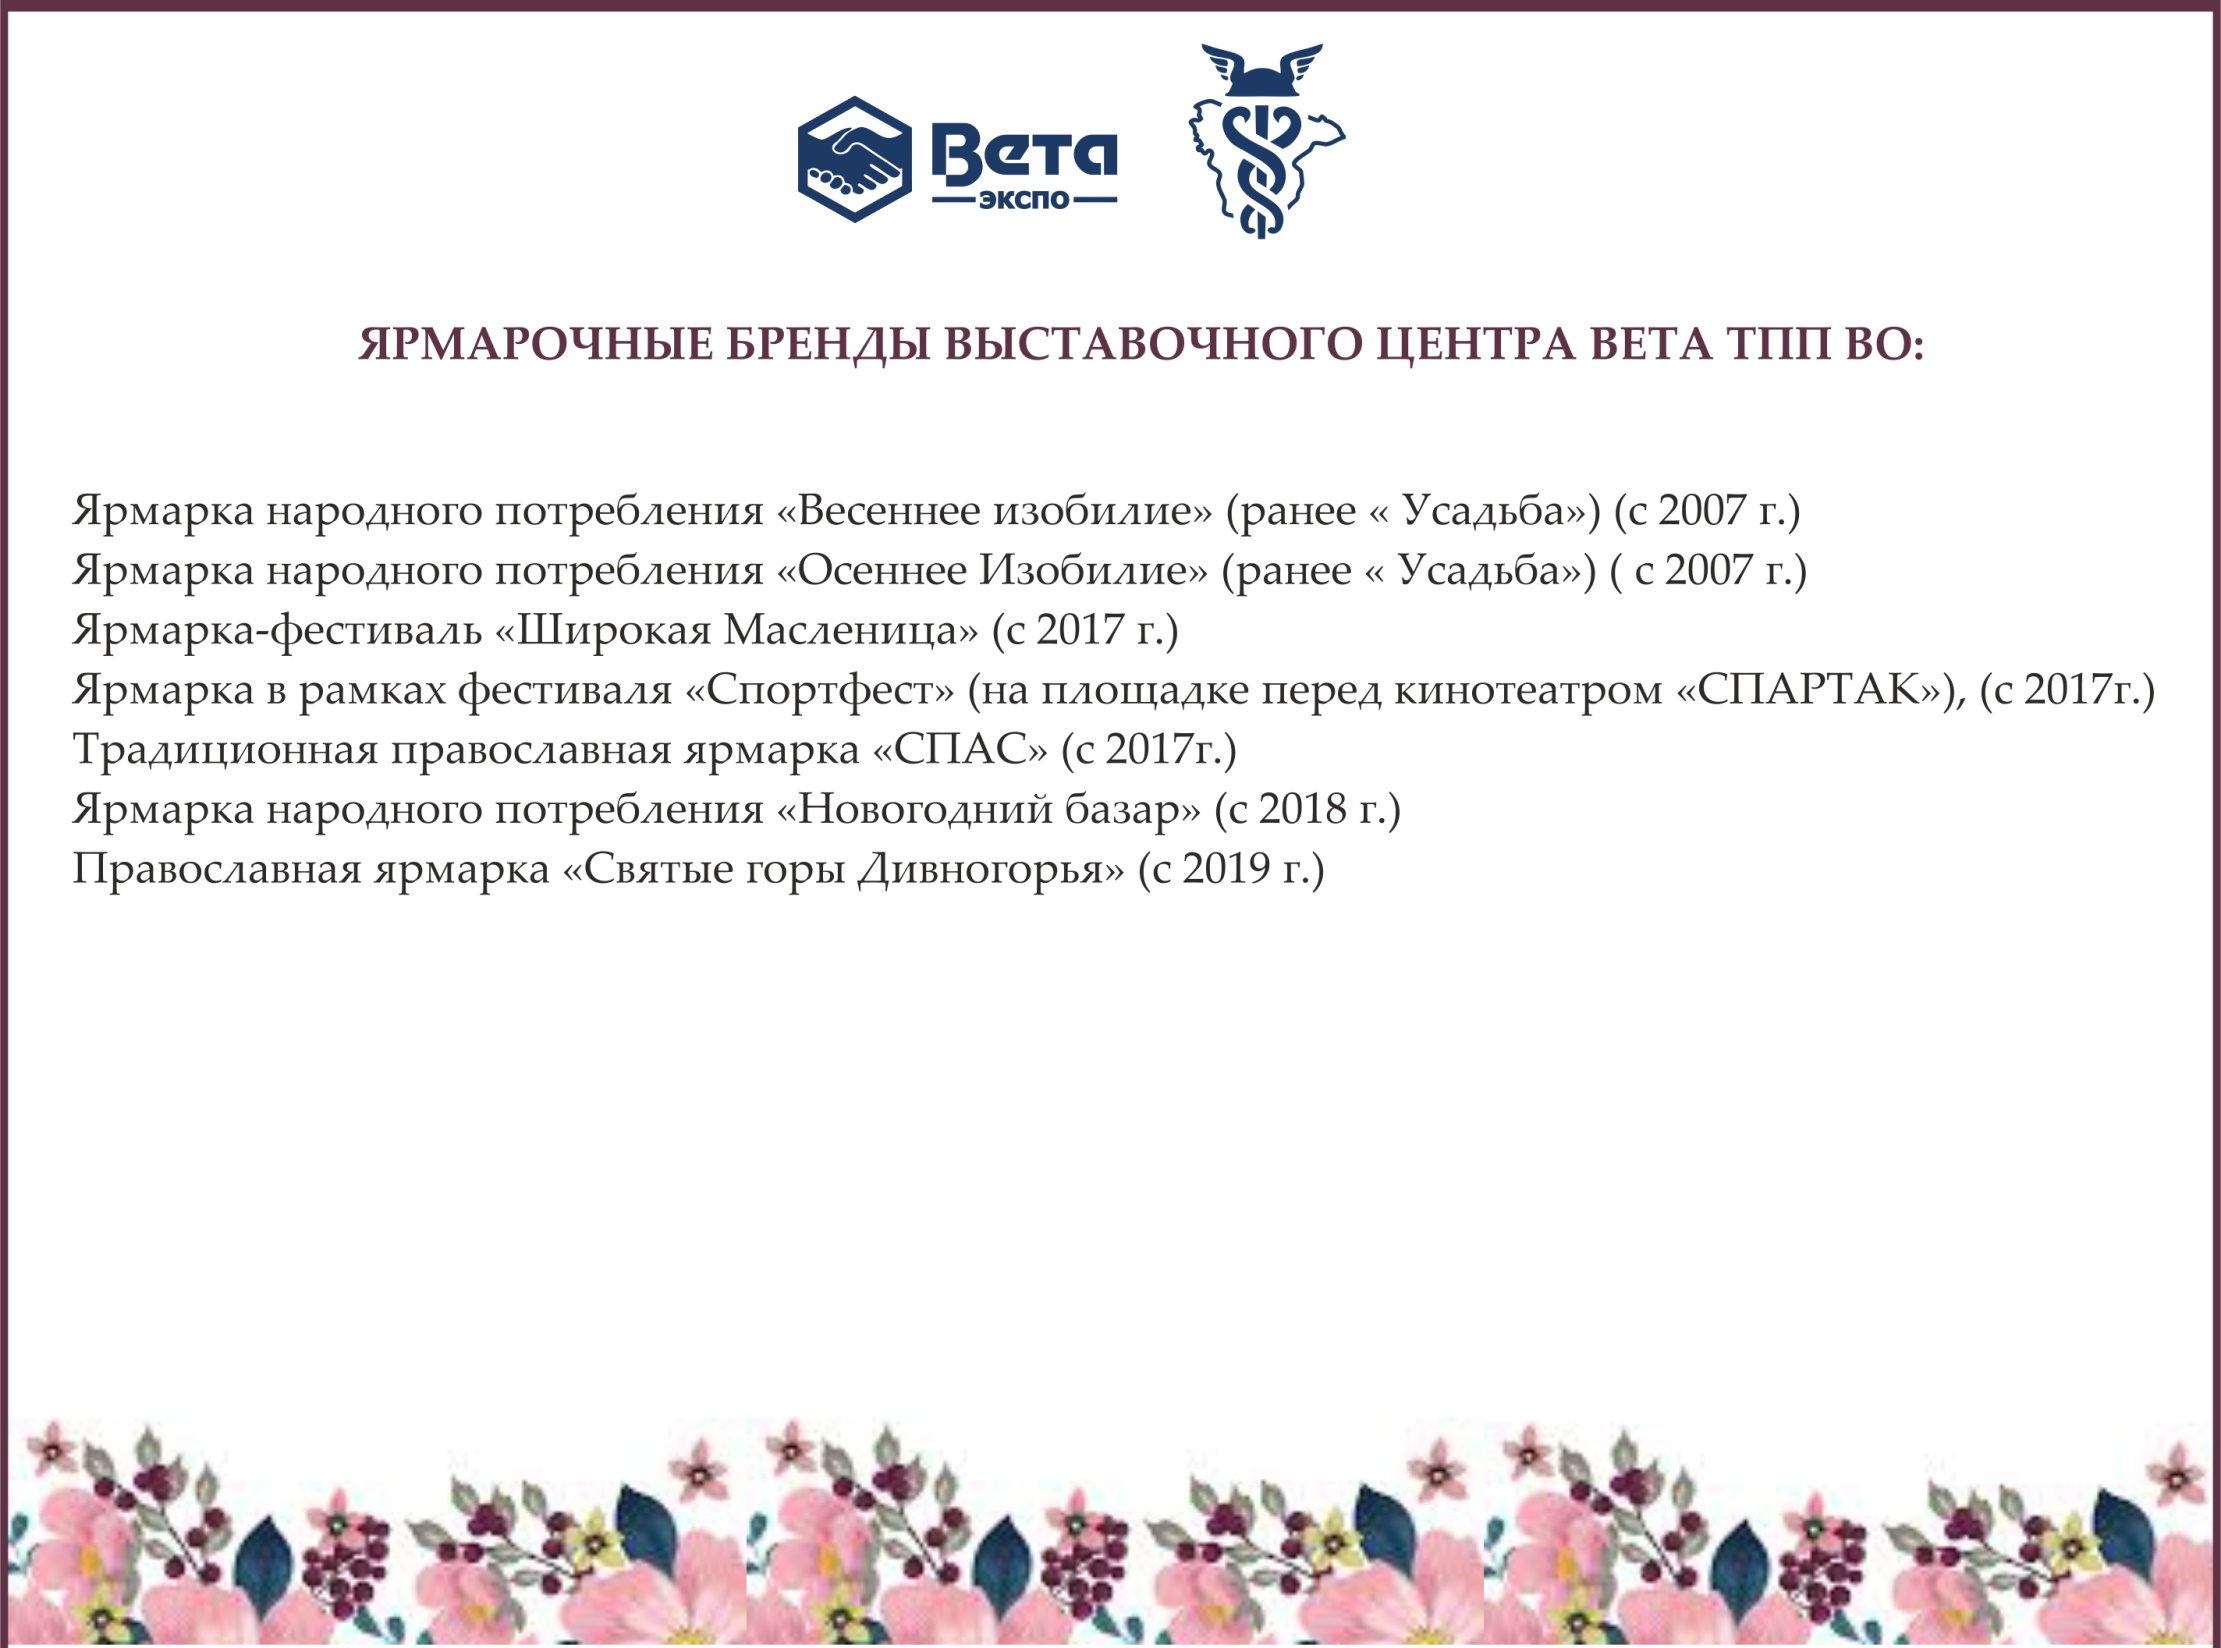 Вета
экспо
ЯРМАРОЧНЫЕ БРЕНДЫ ВЫСТАВОЧНОГО ЦЕНТРА ВЕТА ТПП ВО:
Ярмарка народного потребления «Весеннее изобилие» (ранее « Усадьба») (с 2007 г.)
Ярмарка народного потребления «Осеннее Изобилие» (ранее « Усадьба») ( с 2007 г.)
Ярмарка-фестиваль «Широкая Масленица» (с 2017 г.)
Ярмарка в рамках фестиваля «Спортфест» (на площадке перед кинотеатром «СПАРТАК»), (с 2017г.)
Традиционная православная ярмарка «СПАС» (с 2017г.)
Ярмарка народного потребления «Новогодний базар» (с 2018 г.)
Православная ярмарка «Святые горы Дивногорья» (с 2019 г.)